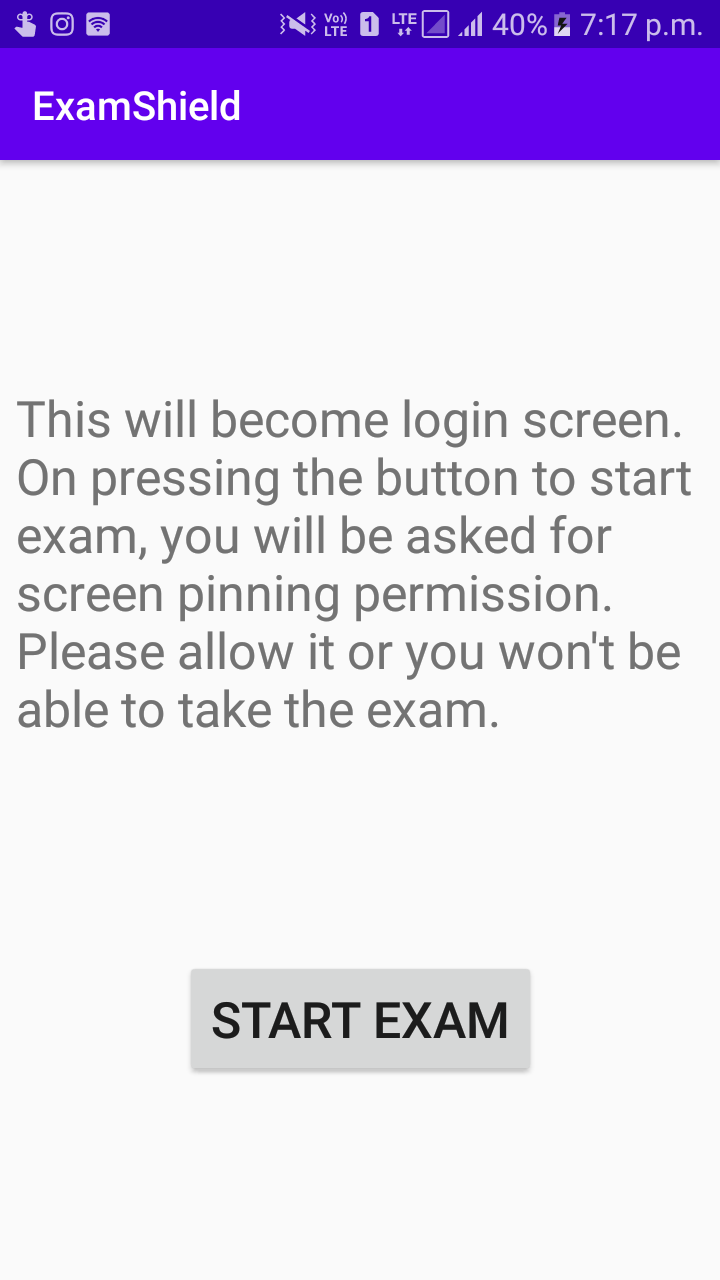 Vo)) LTE 1 LTE 40% 7:17 p.m.
ExamShield
This will become login screen.
On pressing the button to start
exam, you will be asked for
screen pinning permission.
Please allow it or you won't be
able to take the exam.
START EXAM